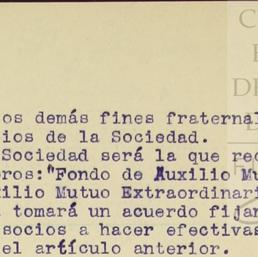 os demás fines fraternal
ios de la Sociedad.
Sociedad será la que rec
ros:"Fondo de Auxilio Mu
ilio Mutuo Extraordinari
tomará un acuerdo fijan
socios a hacer efectivas
el artículo anterior.